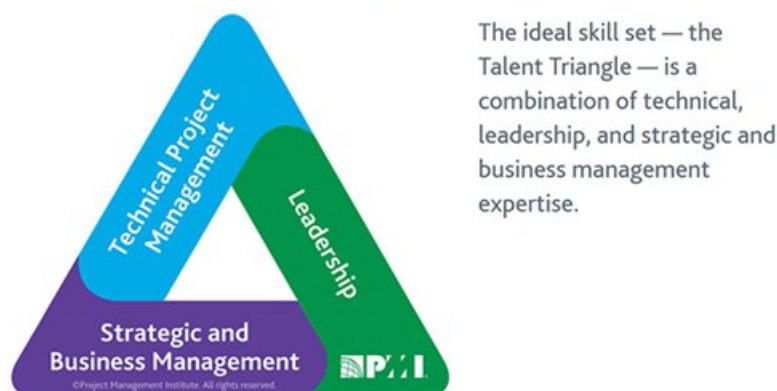 Technical Project
Management
Leadership
Strategic and
Business Management
©Project Management Institute. All rights reserved.
PMI
The ideal skill set — the
Talent Triangle — is a
combination of technical,
leadership, and strategic and
business management
expertise.